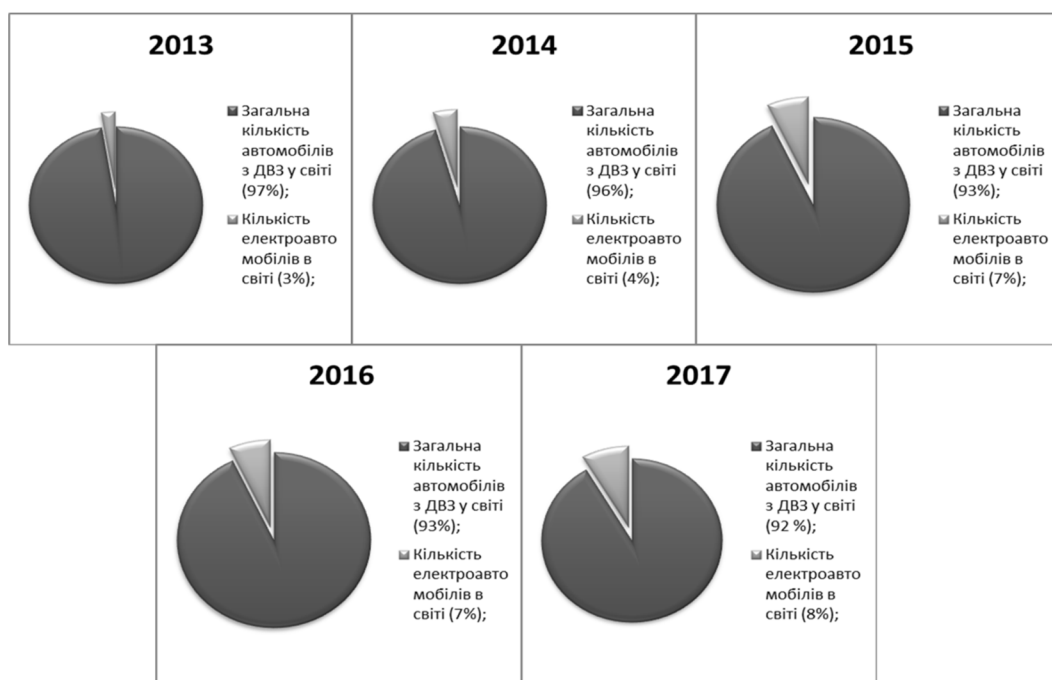 2013
Загальна
кількість
автомобілів
з ДВЗ у світі
(97%);
Кількість
електроавто
мобілів в
світі (3%);
2014
Загальна
кількість
автомобілів
з ДВЗ у світі
(96%);
Кількість
електроавто
мобілів в
світі (4%);
2015
Загальна
кількість
автомобілів
з ДВЗ у світі
(93%);
Кількість
електроавто
мобілів в
світі (7%);
2016
Загальна
кількість
автомобілів
з ДВЗ у світі
(93%);
Кількість
електроавто
мобілів в
світі (7%);
2017
Загальна
кількість
автомобілів
з ДВЗ у світі
(92 %);
Кількість
електроавто
мобілів в
світі (8%);